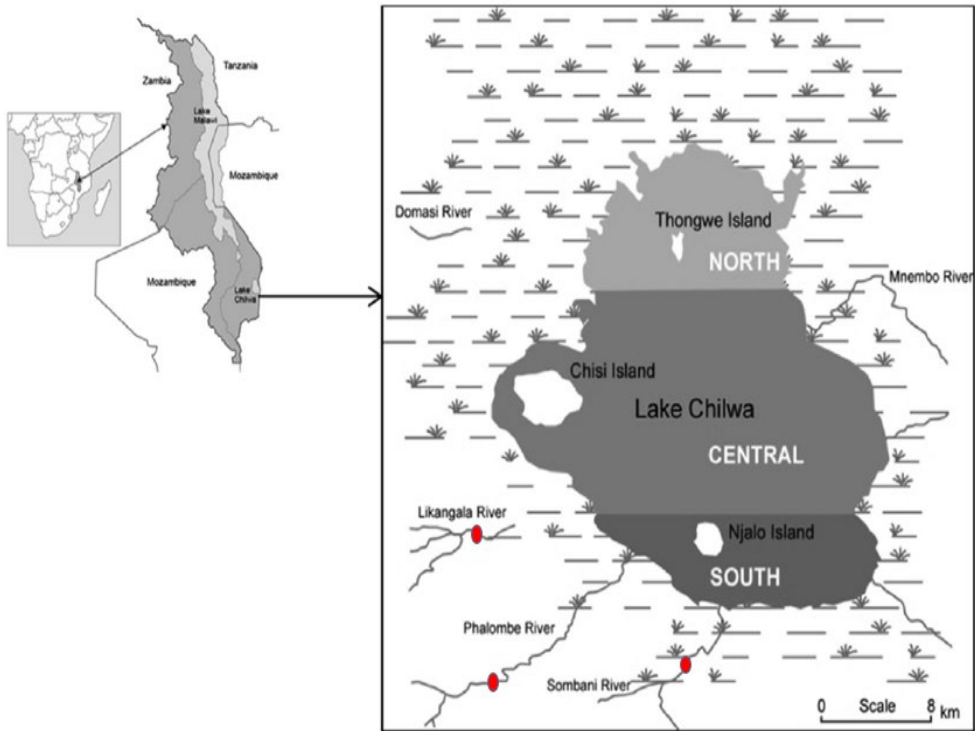 Tanzania
Zambia
Lake
Malawi
Mozambique
Mozambique
Lake
Chilwa
Domasi River
Thongwe Island
NORTH
Mnembo River
Chisi Island
Lake Chilwa
CENTRAL
Likangala River
Njalo Island
SOUTH
Phalombe River
Sombani River
0 Scale 8 km